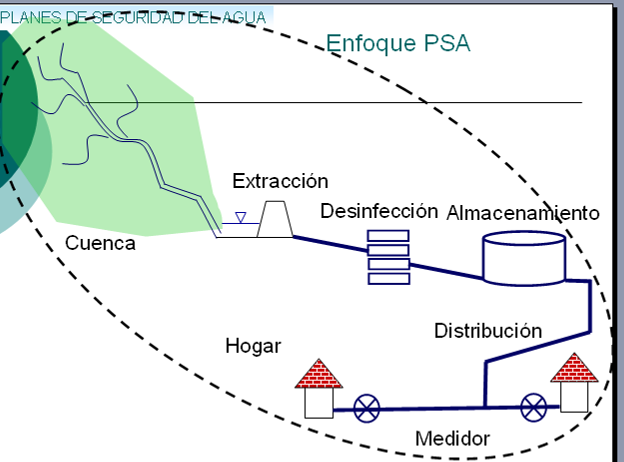 PLANES DE SEGURIDAD DEL AGUA
Enfoque PSA
Extracción
Desinfección
Almacenamiento
Cuenca
Distribución
Hogar
Medidor